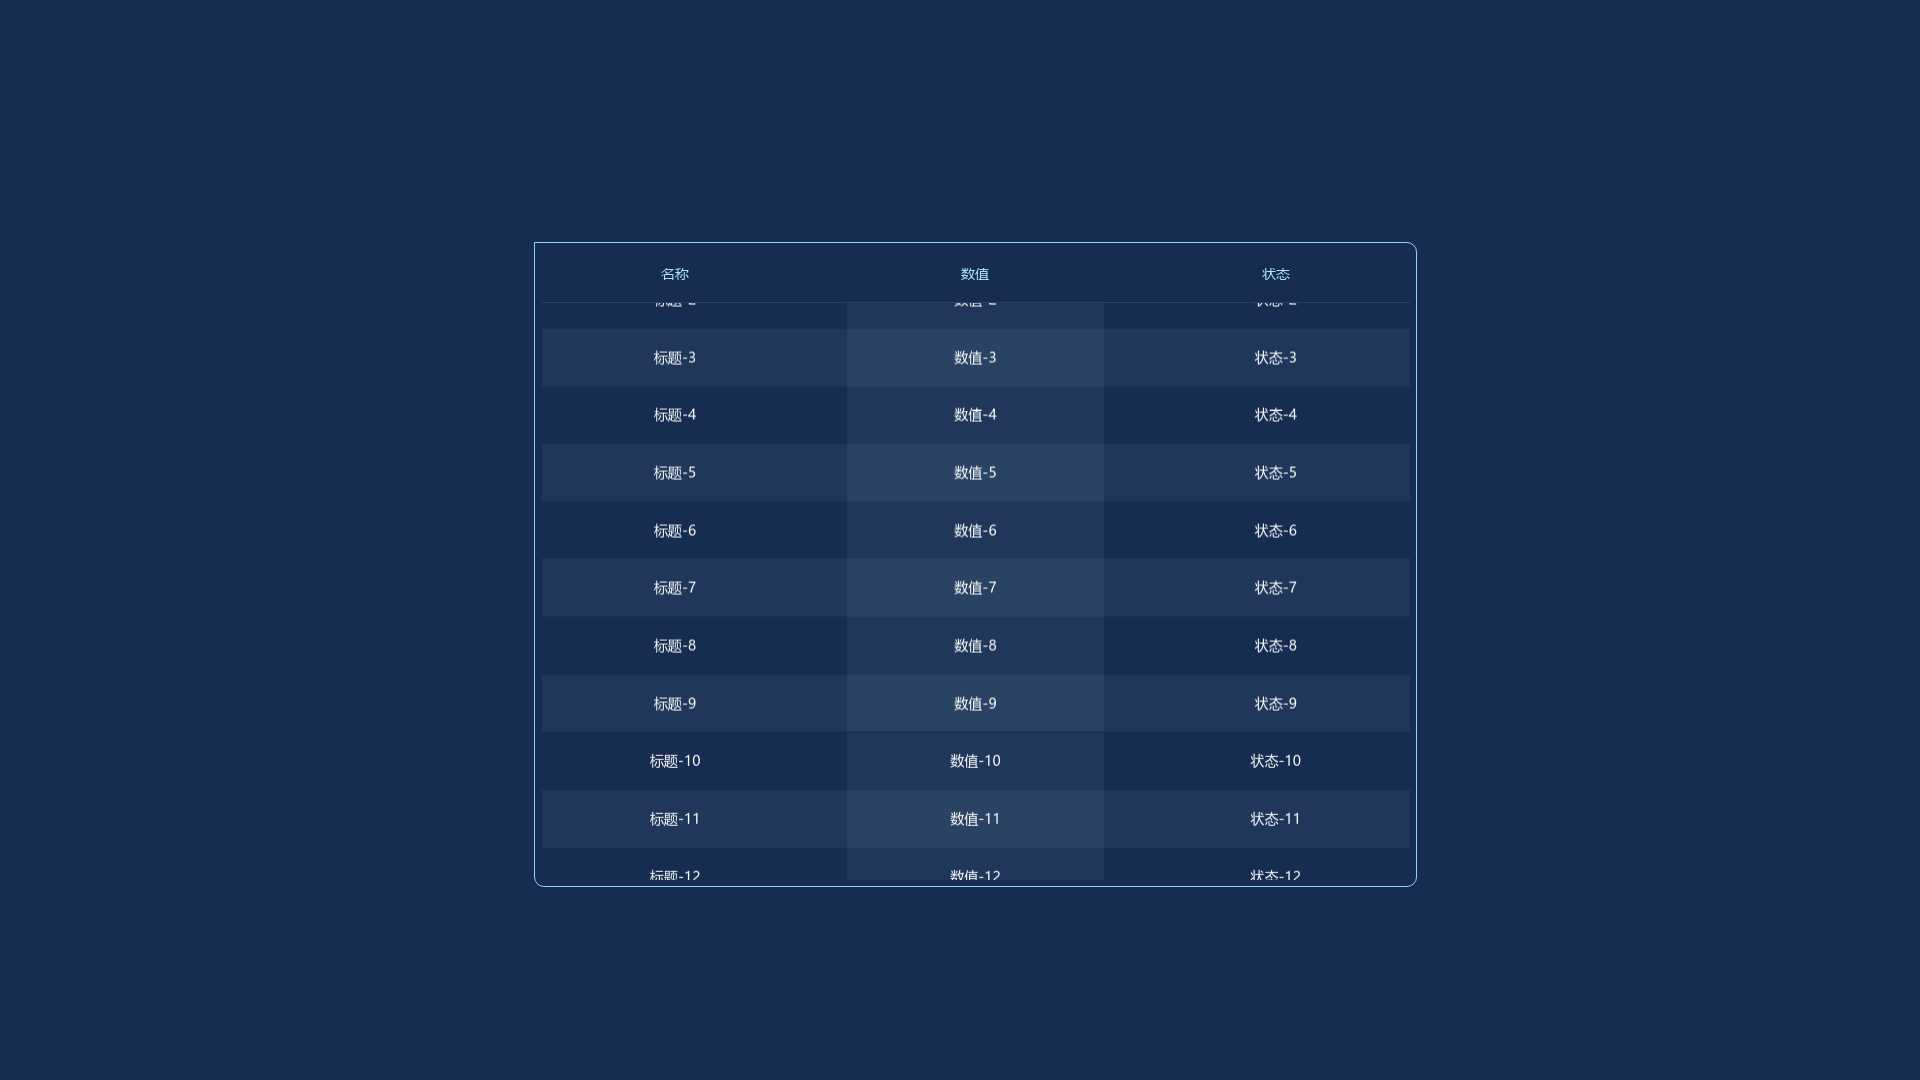 名称 数值 状态
标题-3 数值-3 状态-3
标题-4 数值-4 状态-4
标题-5 数值-5 状态-5
标题-6 数值-6 状态-6
标题-7 数值-7 状态-7
标题-8 数值-8 状态-8
标题-9 数值-9 状态-9
标题-10 数值-10 状态-10
标题-11 数值-11 状态-11
标题-12 数值-12 状态-12